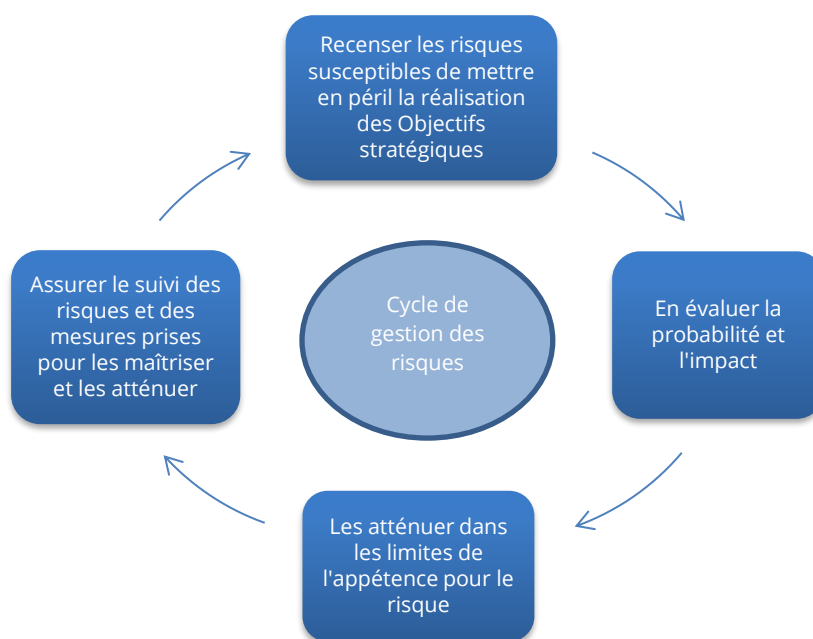 Recenser les risques
susceptibles de mettre
en péril la réalisation
des Objectifs
stratégiques
En évaluer la
probabilité et
l'impact
Les atténuer dans
les limites de
l'appétence pour le
risque
Assurer le suivi des
risques et des
mesures prises
pour les maîtriser
et les atténuer
Cycle de
gestion des
risques